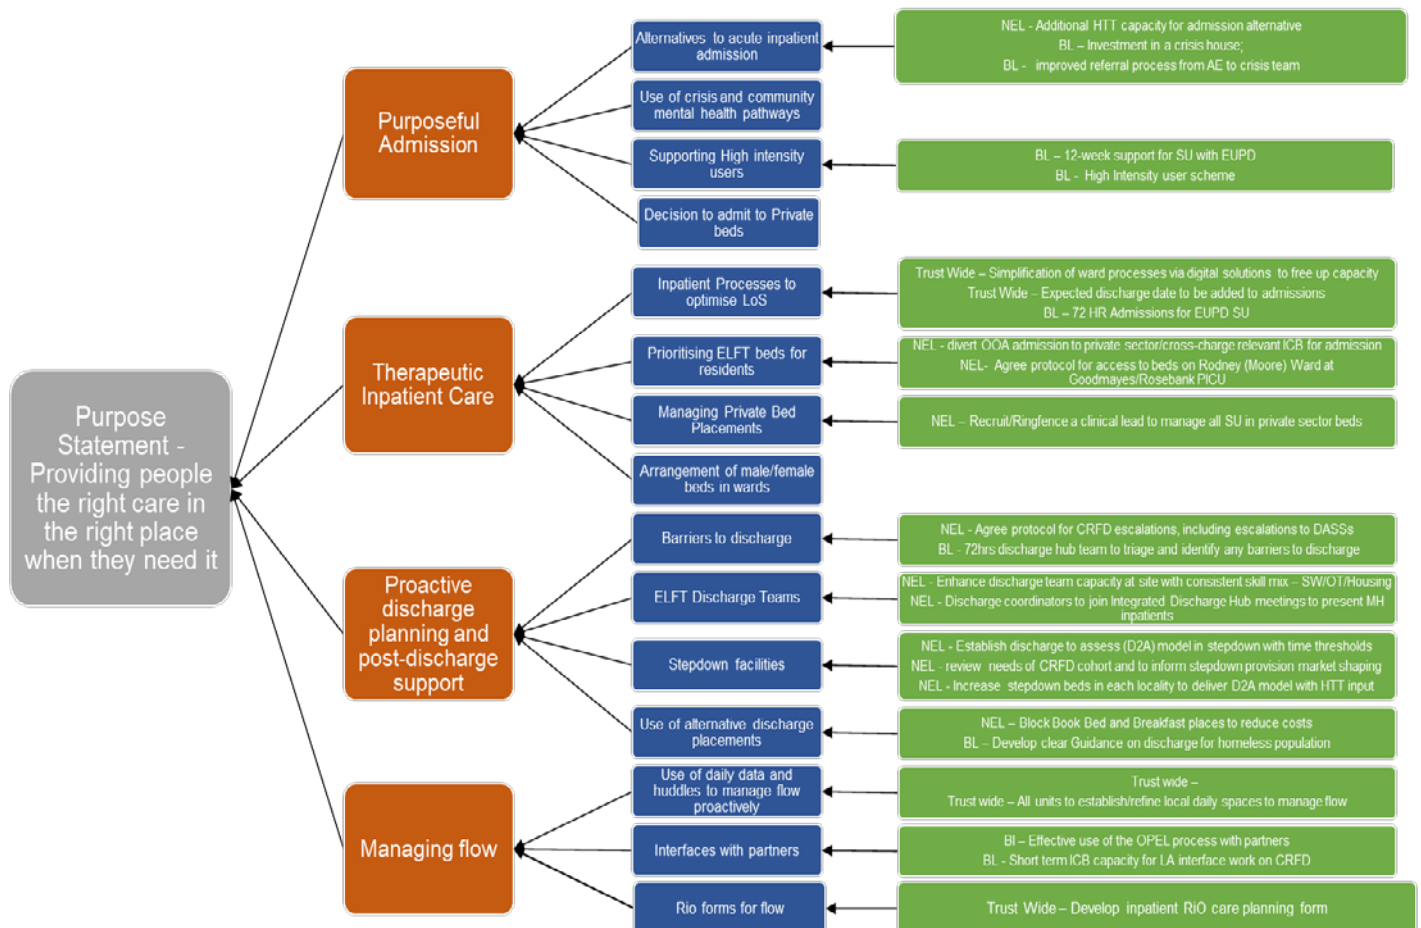 Purpose
Statement -
Providing people
the right care in
the right place
when they need it
Purposeful
Admission
Alternatives to acute inpatient
admission
NEL - Additional HTT capacity for admission alternative
BL – Investment in a crisis house;
BL - improved referral process from AE to crisis team
Use of crisis and community
mental health pathways
Supporting High intensity
users
BL – 12-week support for SU with EUPD
BL - High Intensity user scheme
Decision to admit to Private
beds
Therapeutic
Inpatient Care
Inpatient Processes to
optimise LoS
Trust Wide – Simplification of ward processes via digital solutions to free up capacity
Trust Wide – Expected discharge date to be added to admissions
BL – 72 HR Admissions for EUPD SU
Prioritising ELFT beds for
residents
NEL - divert OOA admission to private sector/cross-charge relevant ICB for admission
NEL- Agree protocol for access to beds on Rodney (Moore) Ward at
Goodmayes/Rosebank PICU
Managing Private Bed
Placements
NEL – Recruit/Ringfence a clinical lead to manage all SU in private sector beds
Arrangement of male/female
beds in wards
Proactive
discharge
planning and
post-discharge
support
Barriers to discharge
NEL - Agree protocol for CRFD escalations, including escalations to DASSs
BL - 72hrs discharge hub team to triage and identify any barriers to discharge
ELFT Discharge Teams
NEL - Enhance discharge team capacity at site with consistent skill mix – SW/OT/Housing
NEL - Discharge coordinators to join Integrated Discharge Hub meetings to present MH
inpatients
Stepdown facilities
NEL - Establish discharge to assess (D2A) model in stepdown with time thresholds
NEL - review needs of CRFD cohort and to inform stepdown provision market shaping
NEL - Increase stepdown beds in each locality to deliver D2A model with HTT input
Use of alternative discharge
placements
NEL – Block Book Bed and Breakfast places to reduce costs
BL – Develop clear Guidance on discharge for homeless population
Managing flow
Use of daily data and
huddles to manage flow
proactively
Trust wide –
Trust wide – All units to establish/refine local daily spaces to manage flow
Interfaces with partners
Bl – Effective use of the OPEL process with partners
BL - Short term ICB capacity for LA interface work on CRFD
Rio forms for flow
Trust Wide – Develop inpatient RiO care planning form